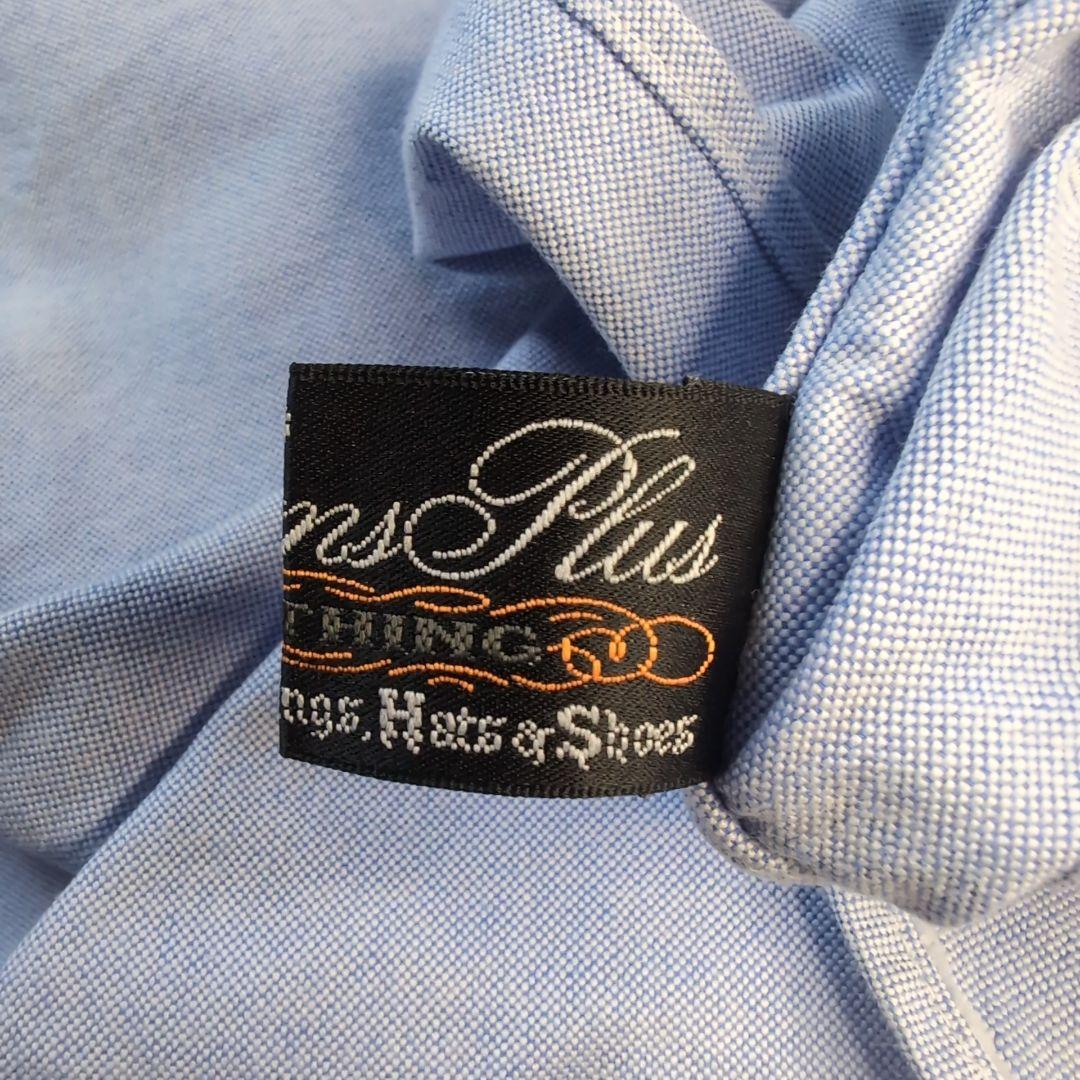 nsPlus
THING
ngs, Hats & Shoes